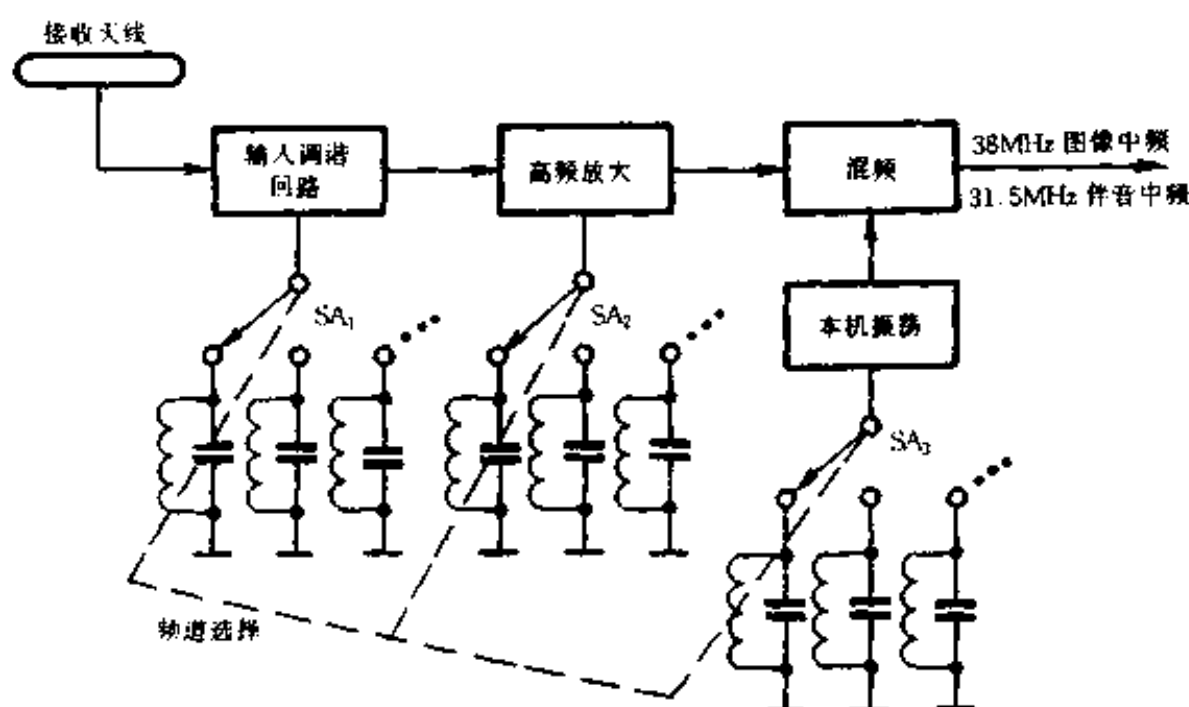 接收天线
输入调谐
回路
高频放大
混频
38MHz 图像中频
31.5MHz 伴音中频
本机振荡
SA₁
SA₂
SA₃
频道选择